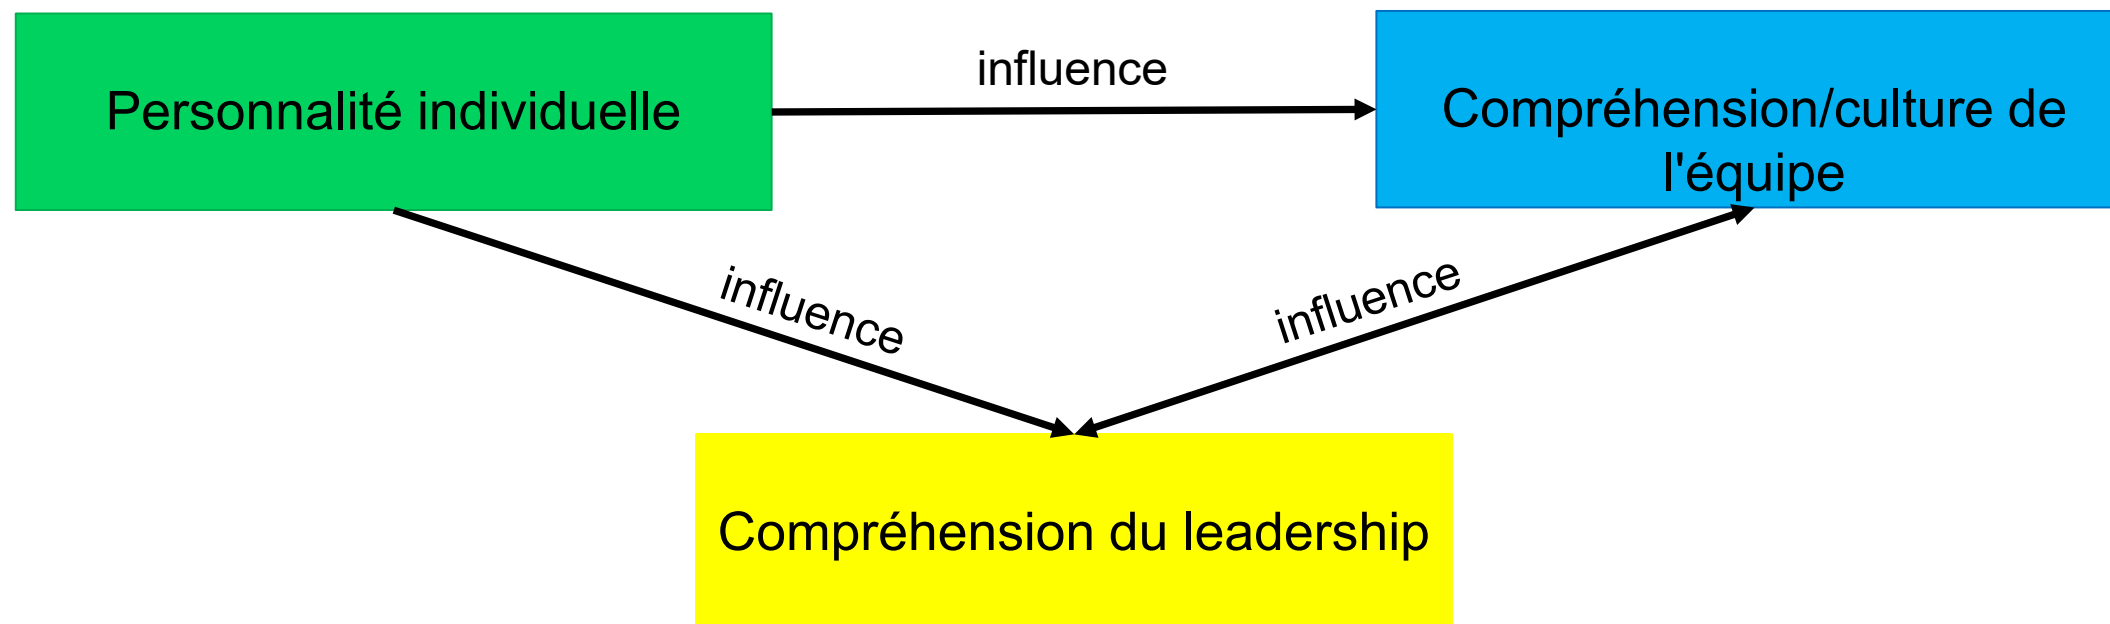 Personnalité individuelle
influence
Compréhension/culture de
l'équipe
influence
influence
Compréhension du leadership